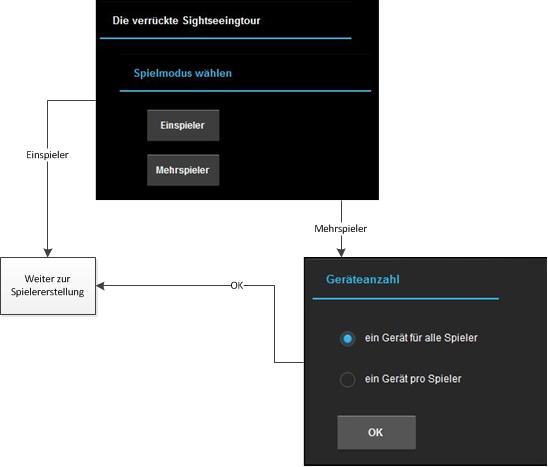 Die verrückte Sightseeingtour
Spielmodus wählen
Einspieler
Mehrspieler
Einspieler
Mehrspieler
Weiter zur
Spielererstellung
OK
Geräteanzahl
ein Gerät für alle Spieler
ein Gerät pro Spieler
OK